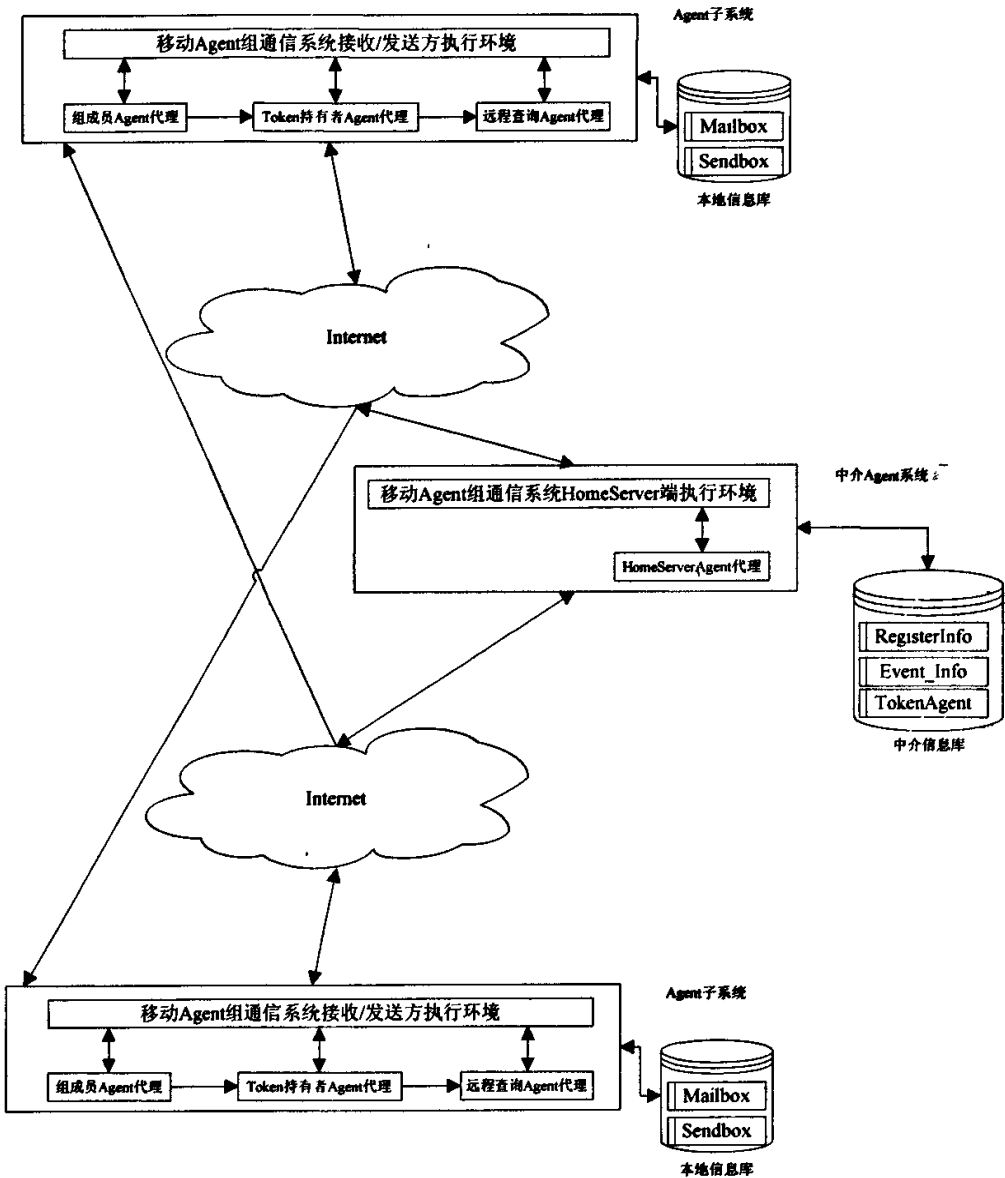 Agent子系统
移动Agent组通信系统接收/发送方执行环境
组成员Agent代理
Token持有者Agent代理
远程查询Agent代理
Mailbox
Sendbox
本地信息库
Internet
中介Agent系统
移动Agent组通信系统HomeServer端执行环境
HomeServerAgent代理
RegisterInfo
Event_Info
TokenAgent
中介信息库
Internet
Agent子系统
移动Agent组通信系统接收/发送方执行环境
组成员Agent代理
Token持有者Agent代理
远程查询Agent代理
Mailbox
Sendbox
本地信息库